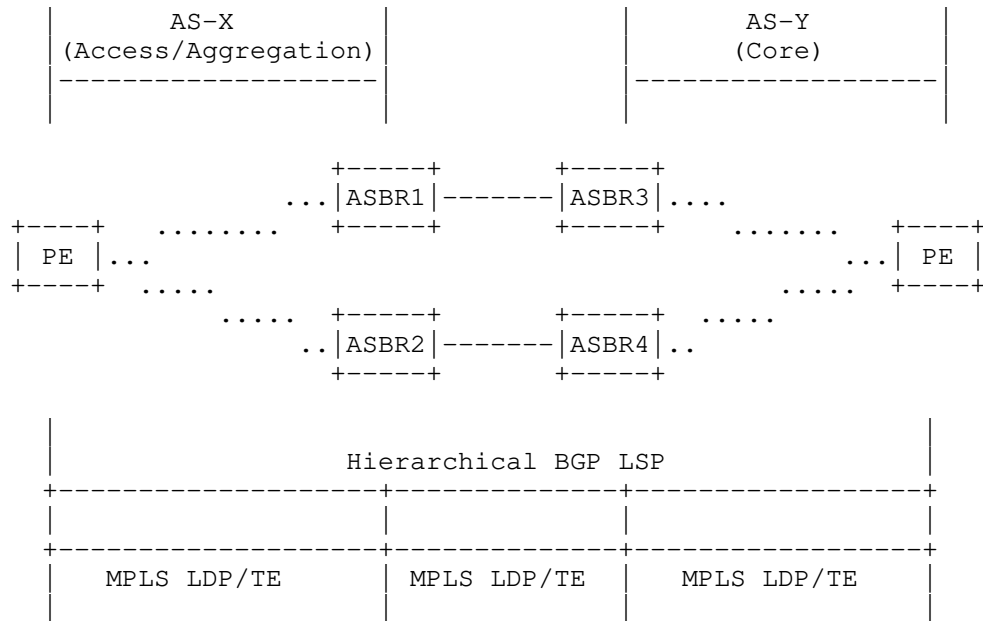 AS-X AS-Y
(Access/Aggregation) (Core)
ASBR1 ASBR3
PE PE
ASBR2 ASBR4
Hierarchical BGP LSP
MPLS LDP/TE MPLS LDP/TE MPLS LDP/TE